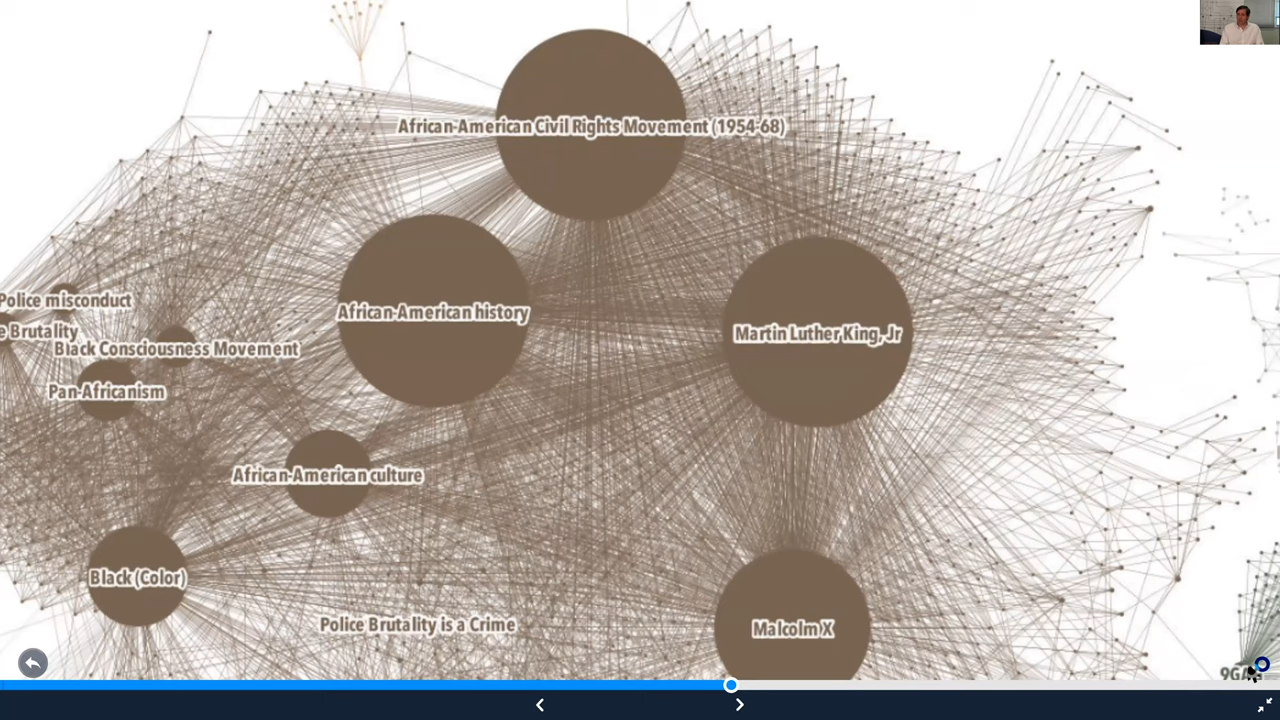 African-American Civil Rights Movement (1954-68)
Police misconduct
African-American history
e Brutality
Martin Luther King, Jr
Black Consciousness Movement
Pan-Africanism
African-American culture
Black (Color)
Police Brutality is a Crime
Malcolm X